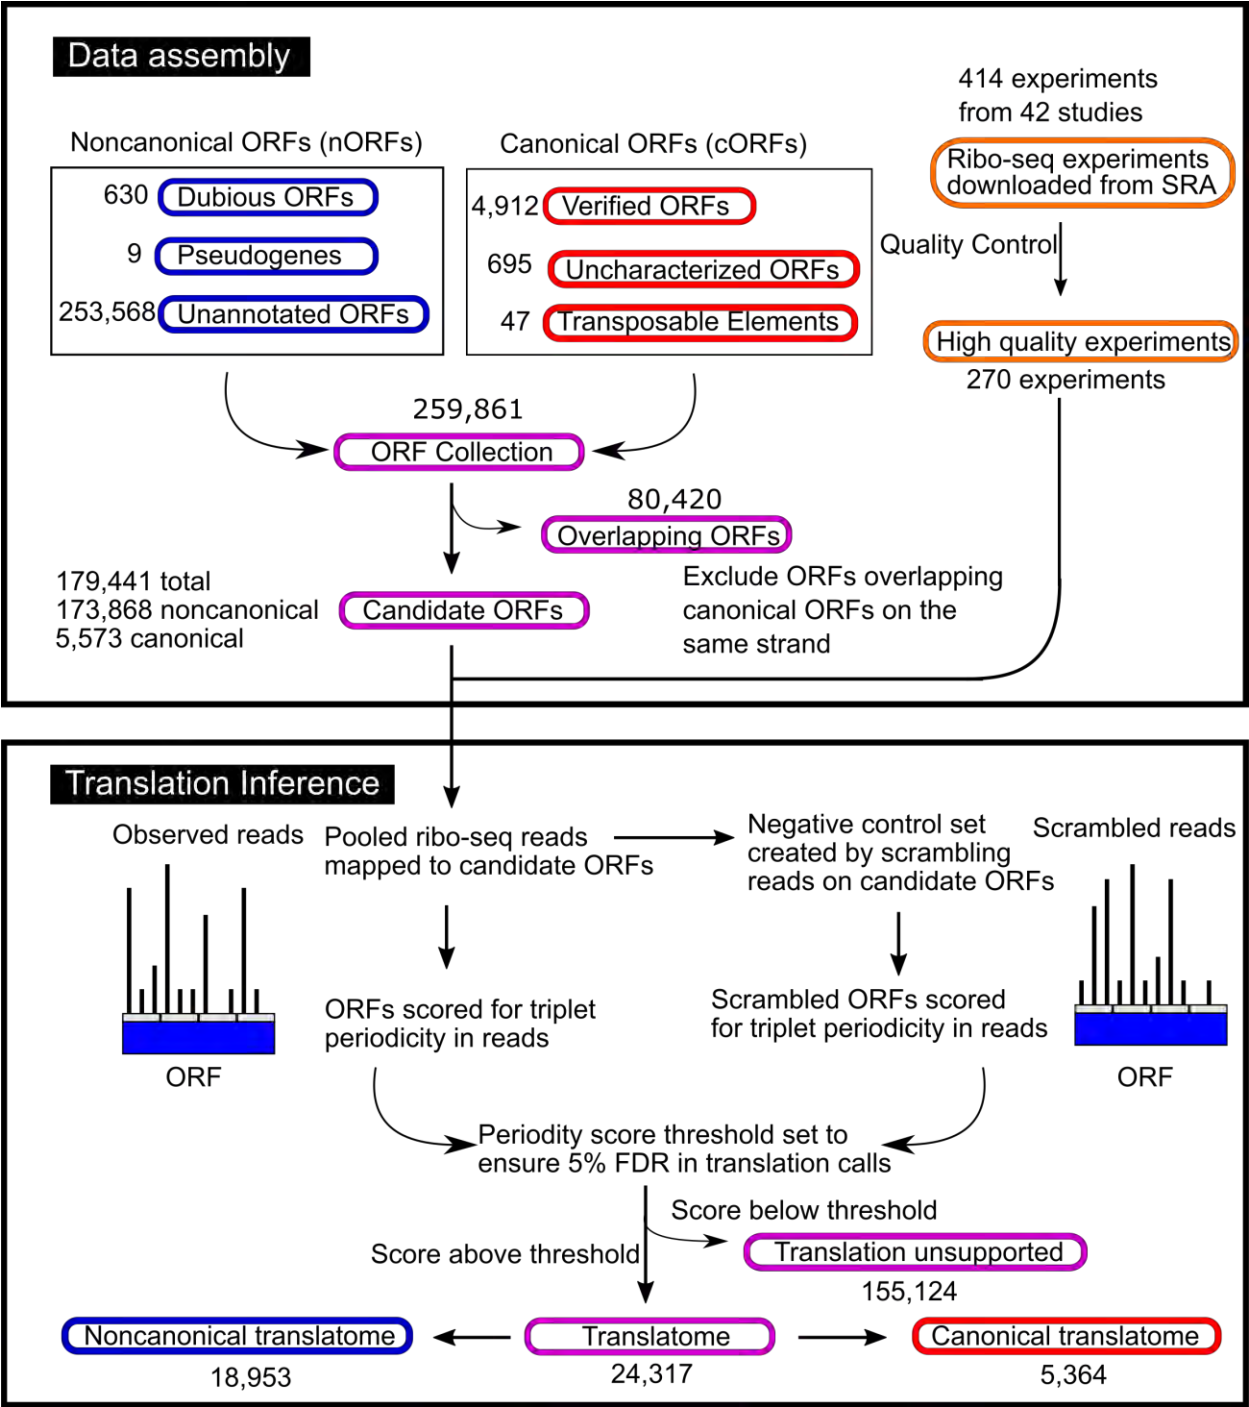 Data assembly
414 experiments
from 42 studies
Noncanonical ORFs (nORFs)
Canonical ORFs (cORFs)
Ribo-seq experiments
downloaded from SRA
630 Dubious ORFs
4,912 Verified ORFs
Quality Control
9 Pseudogenes
695 Uncharacterized ORFs
253,568 Unannotated ORFs
47 Transposable Elements
High quality experiments
270 experiments
259,861
ORF Collection
80,420
Overlapping ORFs
Exclude ORFs overlapping
canonical ORFs on the
same strand
179,441 total
173,868 noncanonical
5,573 canonical
Candidate ORFs
Translation Inference
Observed reads
Pooled ribo-seq reads
mapped to candidate ORFs
Negative control set
created by scrambling
reads on candidate ORFs
Scrambled reads
ORF
ORFs scored for triplet
periodicity in reads
Scrambled ORFs scored
for triplet periodicity in reads
ORF
Periodity score threshold set to
ensure 5% FDR in translation calls
Score below threshold
Score above threshold
Translation unsupported
155,124
Noncanonical translatome
Translatome
Canonical translatome
18,953
24,317
5,364